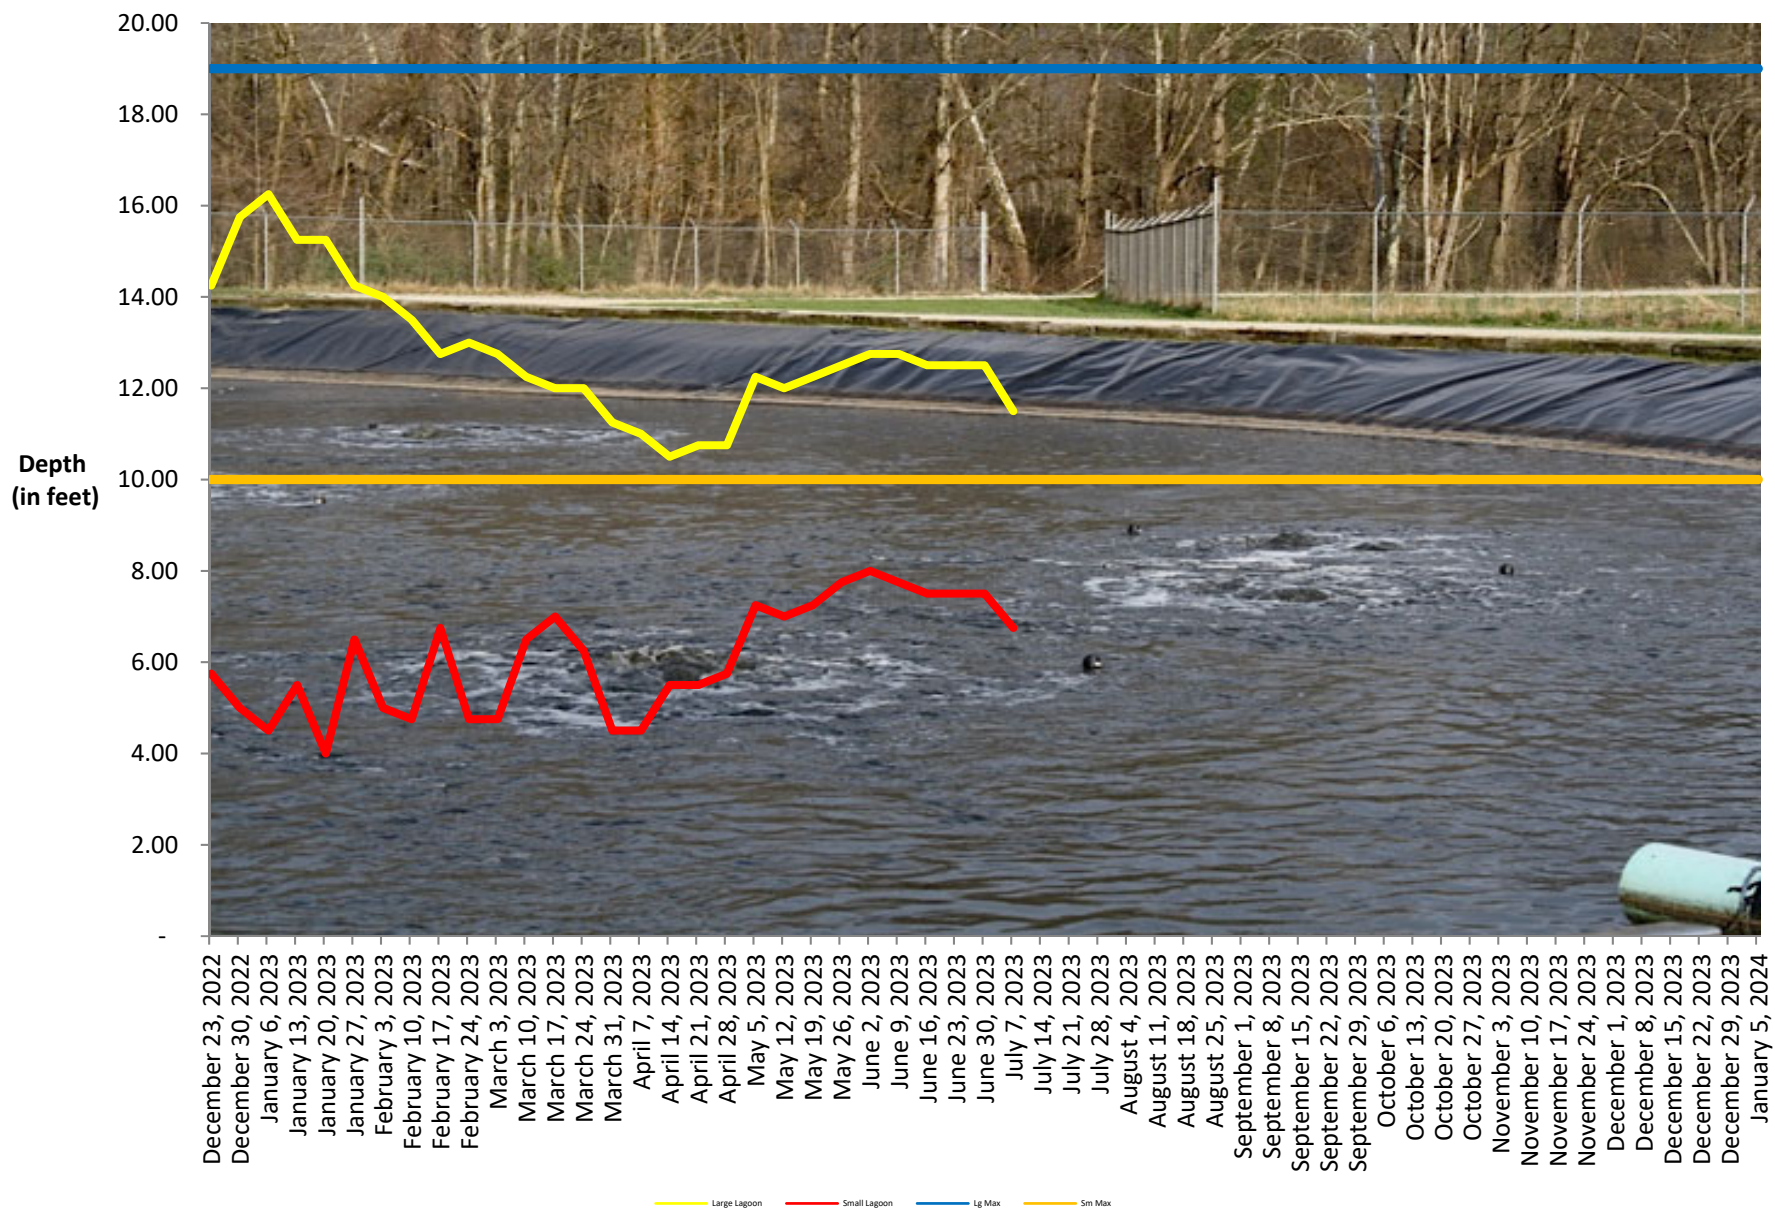 20.00
18.00
16.00
14.00
12.00
10.00
8.00
6.00
4.00
2.00
-
Depth
(in feet)
December 23, 2022
December 30, 2022
January 6, 2023
January 13, 2023
January 20, 2023
January 27, 2023
February 3, 2023
February 10, 2023
February 17, 2023
February 24, 2023
March 3, 2023
March 10, 2023
March 17, 2023
March 24, 2023
March 31, 2023
April 7, 2023
April 14, 2023
April 21, 2023
April 28, 2023
May 5, 2023
May 12, 2023
May 19, 2023
May 26, 2023
June 2, 2023
June 9, 2023
June 16, 2023
June 23, 2023
June 30, 2023
July 7, 2023
July 14, 2023
July 21, 2023
July 28, 2023
August 4, 2023
August 11, 2023
August 18, 2023
August 25, 2023
September 1, 2023
September 8, 2023
September 15, 2023
September 22, 2023
September 29, 2023
October 6, 2023
October 13, 2023
October 20, 2023
October 27, 2023
November 3, 2023
November 10, 2023
November 17, 2023
November 24, 2023
December 1, 2023
December 8, 2023
December 15, 2023
December 22, 2023
December 29, 2023
January 5, 2024
Large Lagoon
Small Lagoon
Lg Max
Sm Max